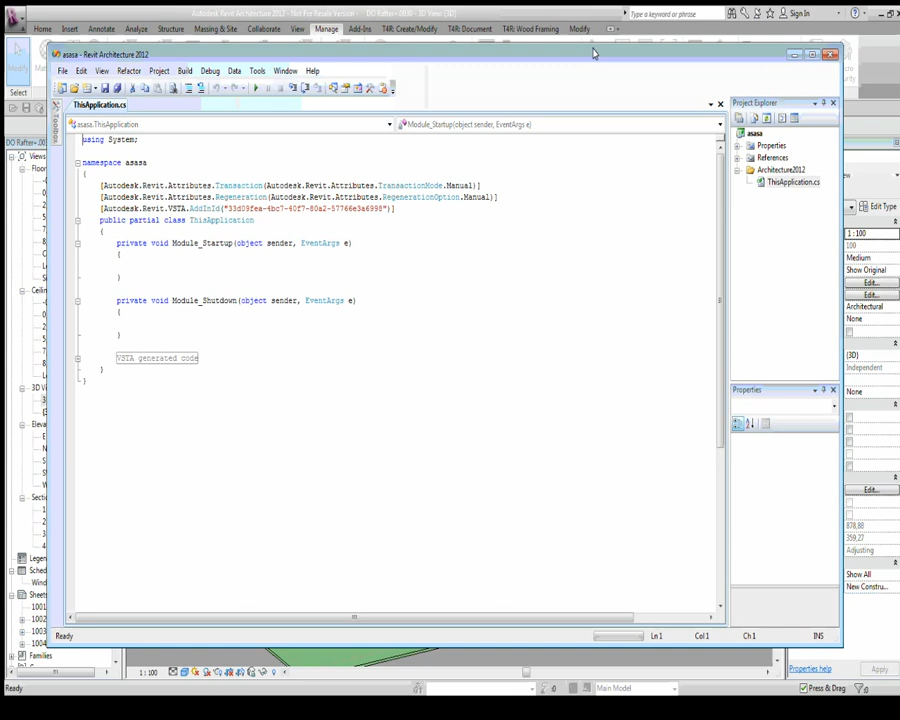 Autodesk Revit Architecture 2012 - Not For Resale Version -
3D View: {3D}
Type a keyword or phrase
Sign In
Home
Insert
Annotate
Analyze
Structure
Massing & Site
Collaborate
View
Manage
Add-Ins
T4R: Create/Modify
T4R: Document
T4R: Wood Framing
Modify
Modify
Select
asasa - Revit Architecture 2012
File Edit View Refactor Project Build Debug Data Tools Window Help
Toolbox
ThisApplication.cs
asasa.ThisApplication
Module_Startup(object sender, EventArgs e)
using System;
namespace asasa
{
[Autodesk.Revit.Attributes.Transaction(Autodesk.Revit.Attributes.TransactionMode.Manual)]
[Autodesk.Revit.Attributes.Regeneration(Autodesk.Revit.Attributes.RegenerationOption.Manual)]
[Autodesk.Revit.VSTA.AddInId("33d09fea-4bc7-40f7-80a2-57766e3a6998")]
public partial class ThisApplication
{
private void Module_Startup(object sender, EventArgs e)
{
}
private void Module_Shutdown(object sender, EventArgs e)
{
}
VSTA generated code
}
}
Project Explorer
asasa
Properties
References
Architecture2012
ThisApplication.cs
Properties
Ready
Ln 1
Col 1
Ch 1
INS
Views
Floor
Ceilin
3D Vi
Eleva
Sectio
Legen
Sched
Wind
Sheets
1001
1002
1003
1004
Families
Edit Type
1 : 100
100
Medium
Show Original
Edit...
Edit...
Architectural
None
{3D}
Independent
None
Edit...
878,88
359,27
Adjusting
Show All
New Constru...
Properties help
Apply
1 : 100
Ready
:0
Main Model
Press & Drag
:0